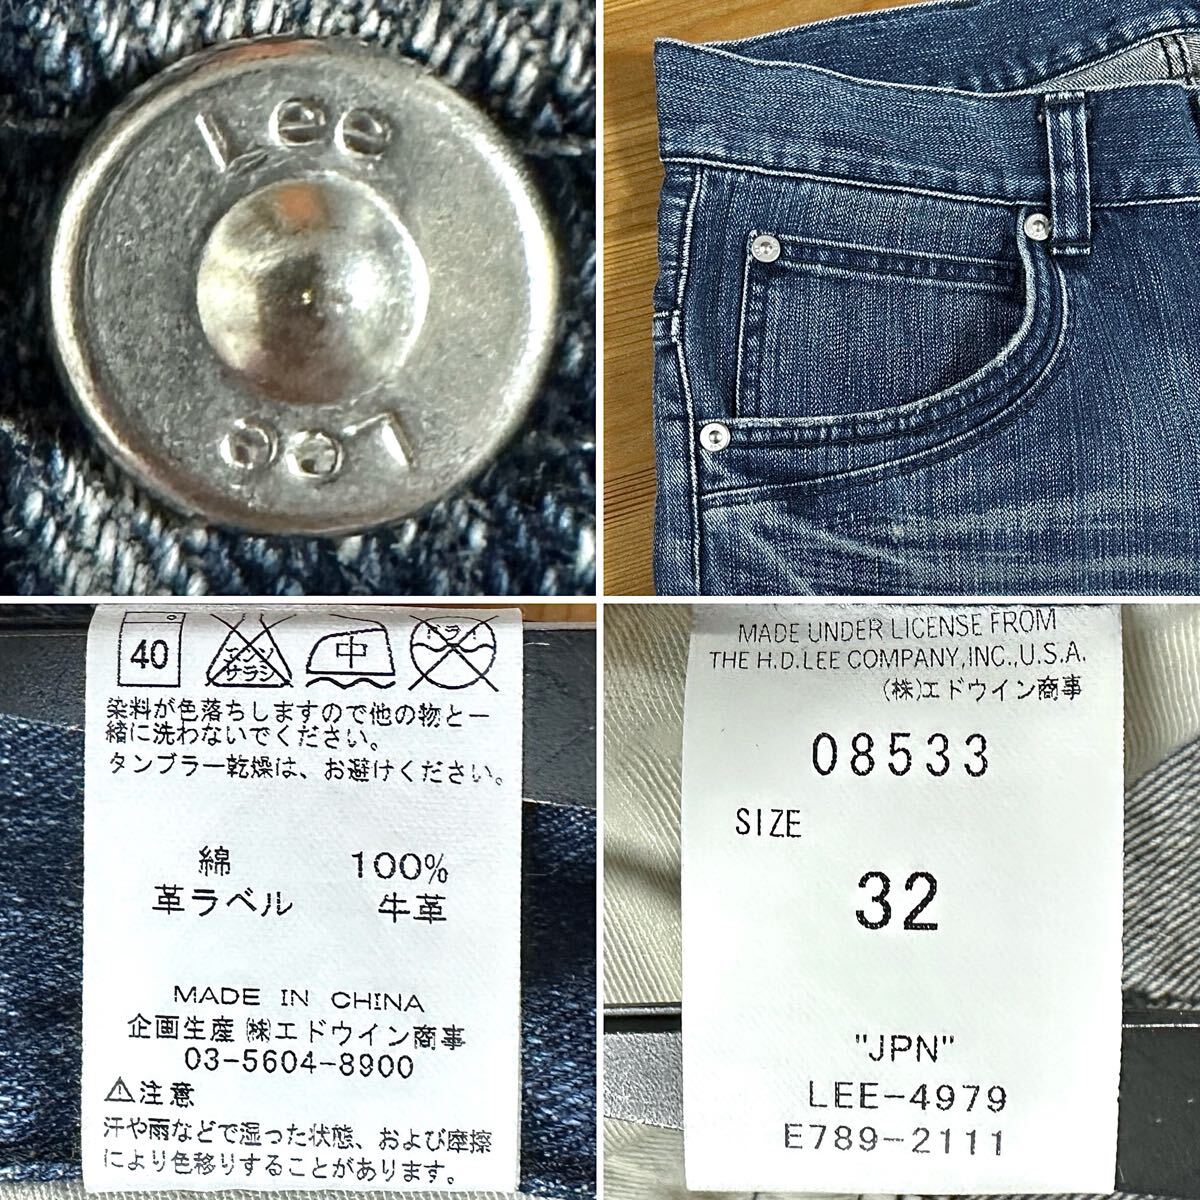 Lee
Lee
40
エンソ
サラシ
中
ドライ
染料が色落ちしますので他の物と一
緒に洗わないでください。
タンブラー乾燥は、お避けください。
綿 100%
革ラベル 牛革
MADE IN CHINA
企画生産 ㈱エドウイン商事
03-5604-8900
⚠注意
汗や雨などで湿った状態、および摩擦
により色移りすることがあります。
MADE UNDER LICENSE FROM
THE H.D.LEE COMPANY,INC.,U.S.A.
(株)エドウイン商事
08533
SIZE
32
"JPN"
LEE-4979
E789-2111